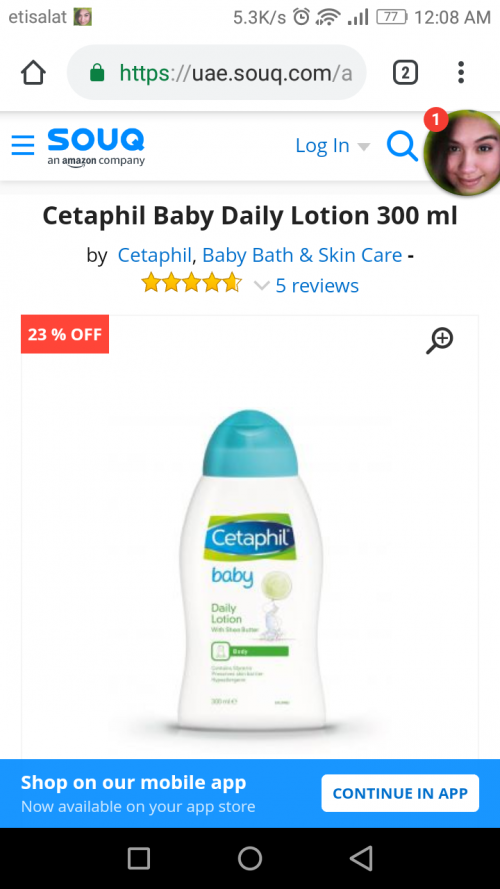 etisalat 5.3K/s 77 12:08 AM
https://uae.souq.com/a 2
SOUQ
an amazon company
Log In
1
Cetaphil Baby Daily Lotion 300 ml
by Cetaphil, Baby Bath & Skin Care -
5 reviews
23 % OFF
Cetaphil
baby
Daily
Lotion
With Shea Butter
Body
300 ml e
Shop on our mobile app
Now available on your app store
CONTINUE IN APP